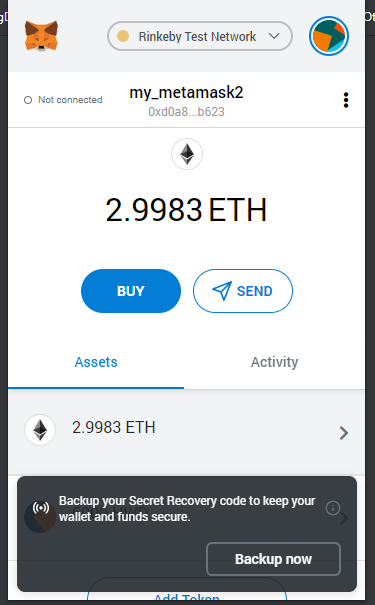 Rinkeby Test Network
Not connected
my_metamask2
0xd0a8...b623
2.9983 ETH
BUY
SEND
Assets
Activity
2.9983 ETH
Backup your Secret Recovery code to keep your
wallet and funds secure.
Backup now
Add Token